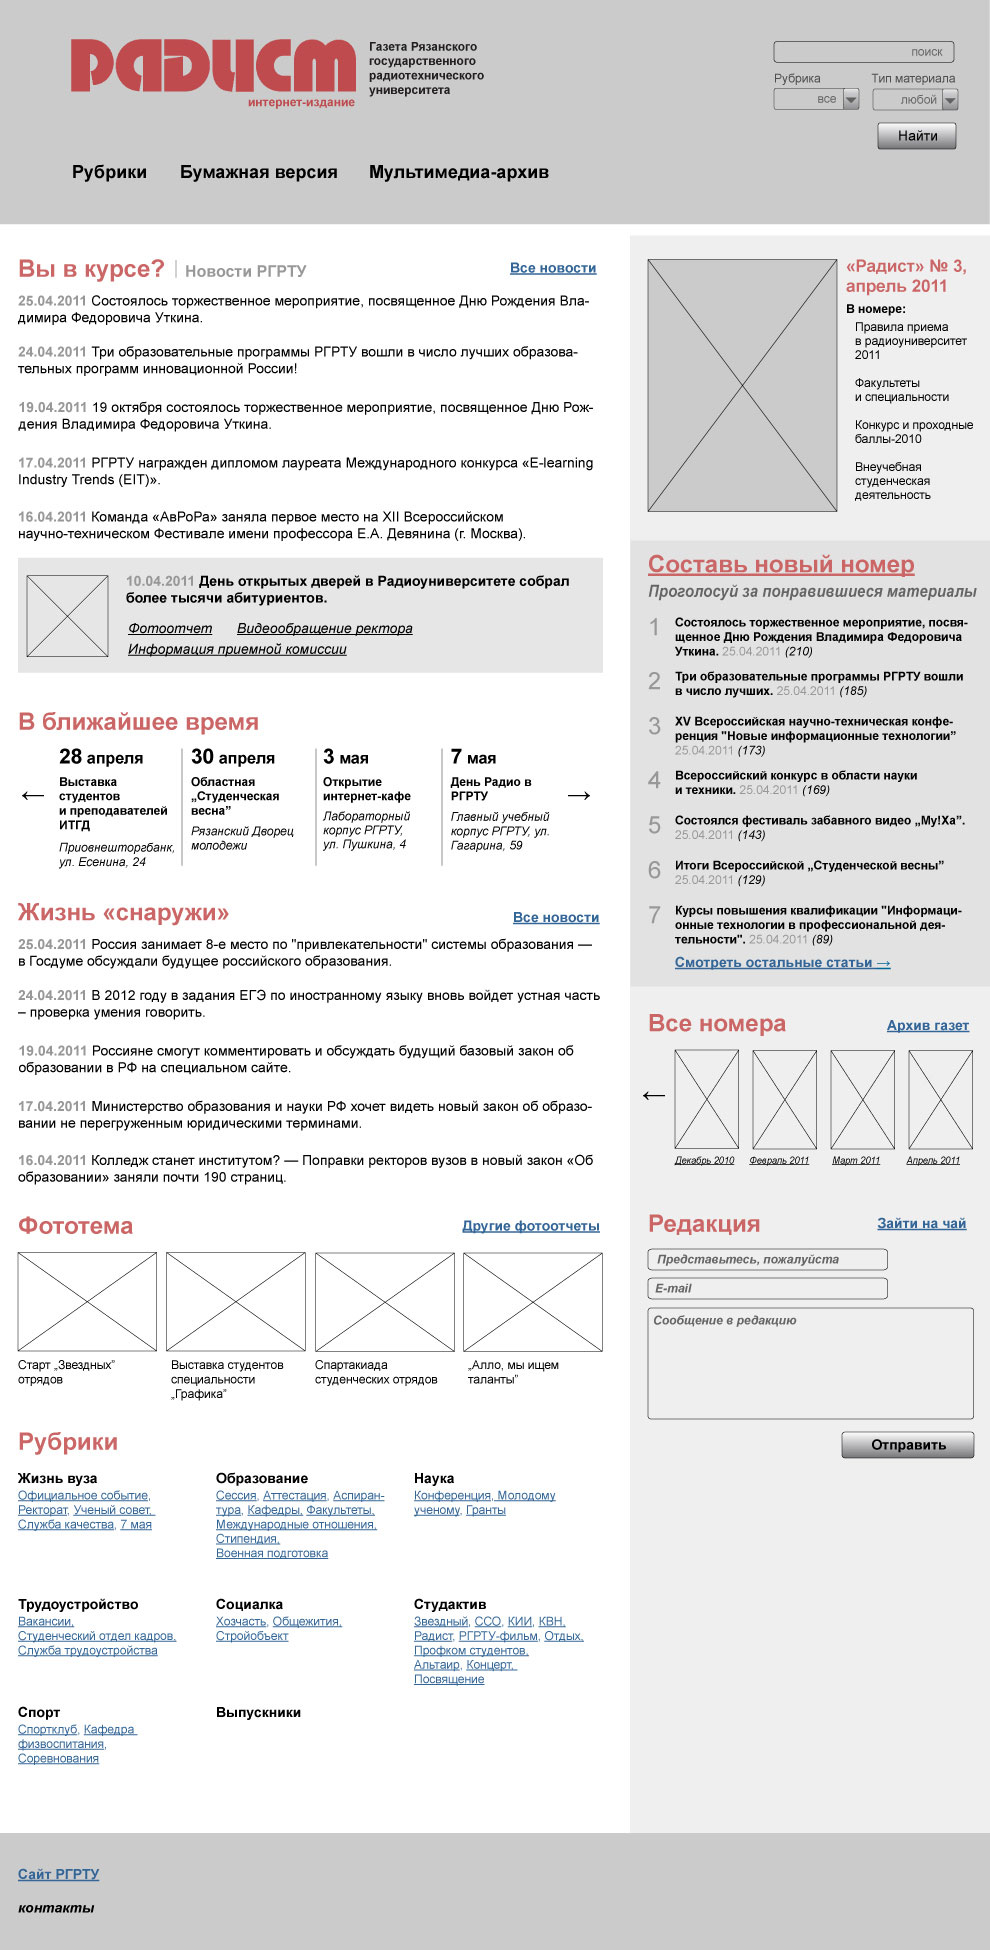 Радист
интернет-издание
Газета Рязанского
государственного
радиотехнического
университета
поиск
Рубрика
Тип материала
все
любой
Найти
Рубрики
Бумажная версия
Мультимедиа-архив
Вы в курсе?
Новости РГРТУ
Все новости
25.04.2011 Состоялось торжественное мероприятие, посвященное Дню Рождения Вла-
димира Федоровича Уткина.
24.04.2011 Три образовательные программы РГРТУ вошли в число лучших образова-
тельных программ инновационной России!
19.04.2011 19 октября состоялось торжественное мероприятие, посвященное Дню Рож-
дения Владимира Федоровича Уткина.
17.04.2011 РГРТУ награжден дипломом лауреата Международного конкурса «E-learning
Industry Trends (EIT)».
16.04.2011 Команда «АвРоРа» заняла первое место на XII Всероссийском
научно-техническом Фестивале имени профессора Е.А. Девянина (г. Москва).
10.04.2011 День открытых дверей в Радиоуниверситете собрал
более тысячи абитуриентов.
Фотоотчет
Видеообращение ректора
Информация приемной комиссии
В ближайшее время
←
28 апреля
Выставка
студентов
и преподавателей
ИТГД
Приовнешторгбанк,
ул. Есенина, 24
30 апреля
Областная
„Студенческая
весна”
Рязанский Дворец
молодежи
3 мая
Открытие
интернет-кафе
Лабораторный
корпус РГРТУ,
ул. Пушкина, 4
7 мая
День Радио в
РГРТУ
Главный учебный
корпус РГРТУ, ул.
Гагарина, 59
→
Жизнь «снаружи»
Все новости
25.04.2011 Россия занимает 8-е место по "привлекательности" системы образования —
в Госдуме обсуждали будущее российского образования.
24.04.2011 В 2012 году в задания ЕГЭ по иностранному языку вновь войдет устная часть
– проверка умения говорить.
19.04.2011 Россияне смогут комментировать и обсуждать будущий базовый закон об
образовании в РФ на специальном сайте.
17.04.2011 Министерство образования и науки РФ хочет видеть новый закон об образо-
вании не перегруженным юридическими терминами.
16.04.2011 Колледж станет институтом? — Поправки ректоров вузов в новый закон «Об
образовании» заняли почти 190 страниц.
Фототема
Другие фотоотчеты
Старт „Звездных”
отрядов
Выставка студентов
специальности
„Графика”
Спартакиада
студенческих отрядов
„Алло, мы ищем
таланты”
Рубрики
Жизнь вуза
Официальное событие,
Ректорат, Ученый совет,
Служба качества, 7 мая
Образование
Сессия, Аттестация, Аспиран-
тура, Кафедры, Факультеты,
Международные отношения,
Стипендия,
Военная подготовка
Наука
Конференция, Молодому
ученому, Гранты
Трудоустройство
Вакансии,
Студенческий отдел кадров,
Служба трудоустройства
Социалка
Хозчасть, Общежития,
Стройобъект
Студактив
Звездный, ССО, КИИ, КВН,
Радист, РГРТУ-фильм, Отдых,
Профком студентов,
Альтаир, Концерт,
Посвящение
Спорт
Спортклуб, Кафедра
физвоспитания,
Соревнования
Выпускники
«Радист» № 3,
апрель 2011
В номере:
Правила приема
в радиоуниверситет
2011
Факультеты
и специальности
Конкурс и проходные
баллы-2010
Внеучебная
студенческая
деятельность
Составь новый номер
Проголосуй за понравившиеся материалы
1 Состоялось торжественное мероприятие, посвя-
щенное Дню Рождения Владимира Федоровича
Уткина. 25.04.2011 (210)
2 Три образовательные программы РГРТУ вошли
в число лучших. 25.04.2011 (185)
3 XV Всероссийская научно-техническая конфе-
ренция "Новые информационные технологии”
25.04.2011 (173)
4 Всероссийский конкурс в области науки
и техники. 25.04.2011 (169)
5 Состоялся фестиваль забавного видео „Му!Ха”.
25.04.2011 (143)
6 Итоги Всероссийской „Студенческой весны”
25.04.2011 (129)
7 Курсы повышения квалификации "Информаци-
онные технологии в профессиональной дея-
тельности". 25.04.2011 (89)
Смотреть остальные статьи →
Все номера
Архив газет
←
Декабрь 2010
Февраль 2011
Март 2011
Апрель 2011
Редакция
Зайти на чай
Представьтесь, пожалуйста
E-mail
Сообщение в редакцию
Отправить
Сайт РГРТУ
контакты